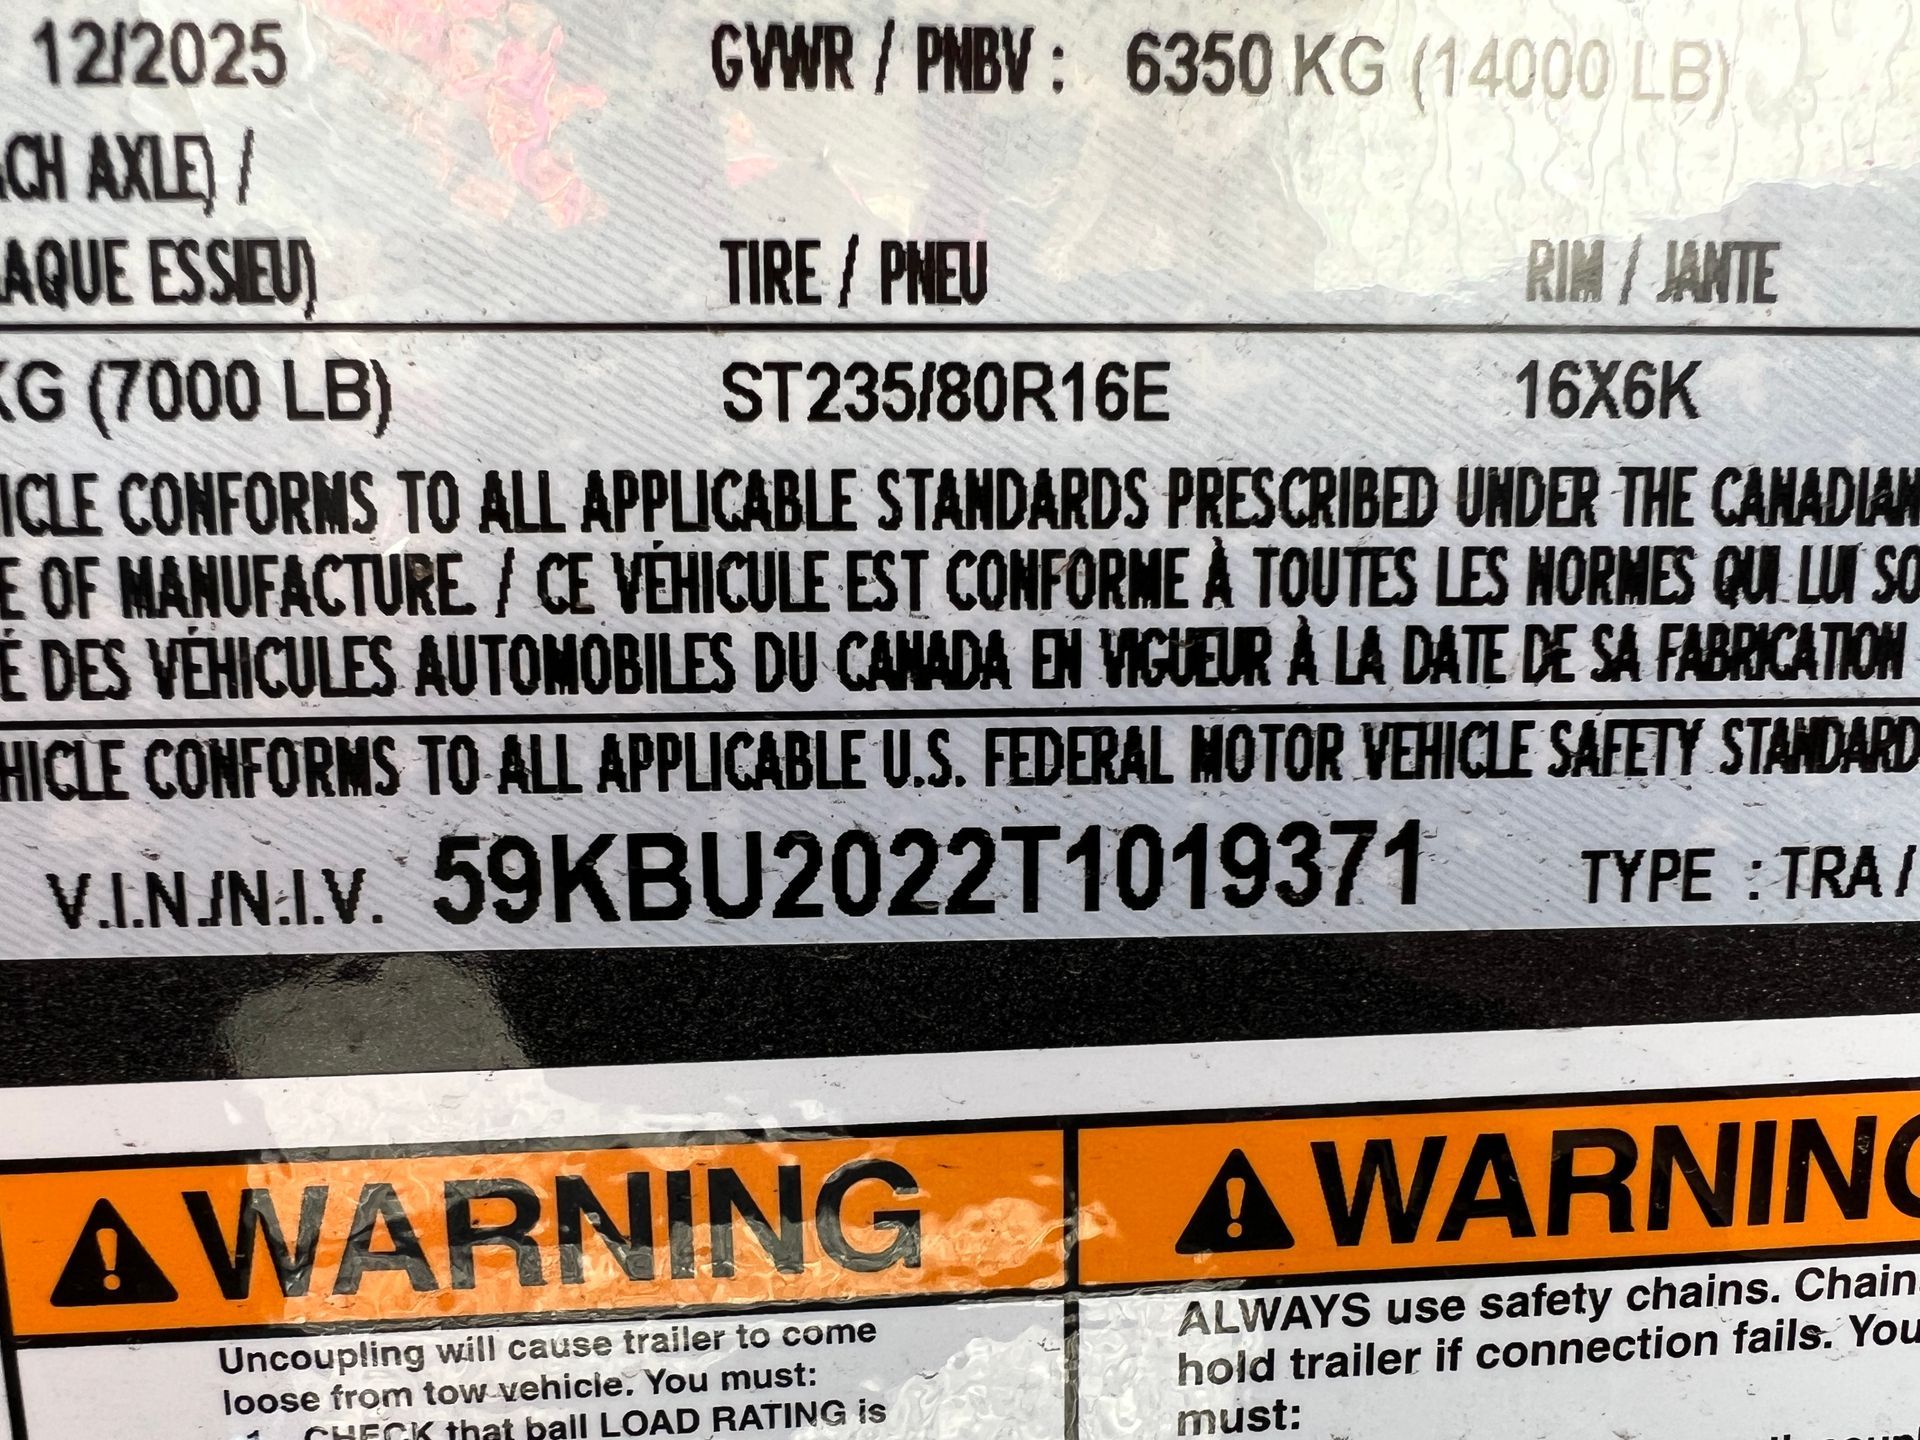 12/2025 GVWR / PNBV : 6350 KG (14000 LB)
CH AXLE) /
AQUE ESSIEU) TIRE / PNEU RIM / JANTE
KG (7000 LB) ST235/80R16E 16X6K
ICLE CONFORMS TO ALL APPLICABLE STANDARDS PRESCRIBED UNDER THE CANADIAN
E OF MANUFACTURE. / CE VÉHICULE EST CONFORME À TOUTES LES NORMES QUI LUI SO
É DES VÉHICULES AUTOMOBILES DU CANADA EN VIGUEUR À LA DATE DE SA FABRICATION
HICLE CONFORMS TO ALL APPLICABLE U.S. FEDERAL MOTOR VEHICLE SAFETY STANDARD
V.I.N./N.I.V. 59KBU2022T1019371 TYPE : TRA /
WARNING
Uncoupling will cause trailer to come
loose from tow vehicle. You must:
1. CHECK that ball LOAD RATING is
WARNING
ALWAYS use safety chains. Chain
hold trailer if connection fails. You
must: